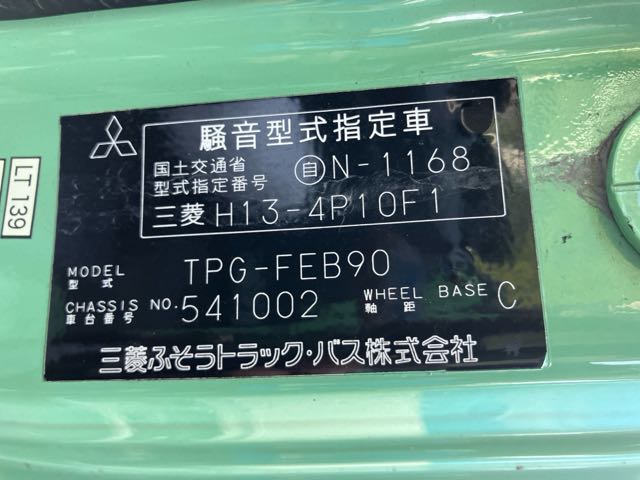 騒音型式指定車
国土交通省
型式指定番号 自N-1168
三菱 H13-4P10F1
MODEL
型式 TPG-FEB90
CHASSIS NO.
車台番号 541002 WHEEL BASE
軸距 C
三菱ふそうトラック・バス株式会社
LT 139